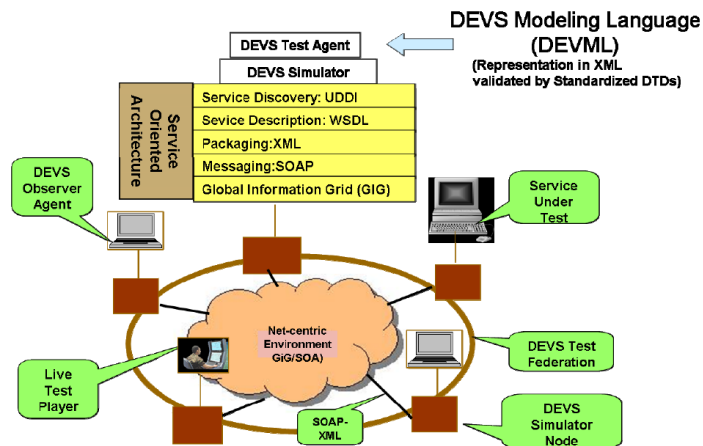 DEVS Modeling Language
(DEVML)
(Representation in XML
validated by Standardized DTDs)
DEVS Test Agent
DEVS Simulator
Service
Oriented
Architecture
Service Discovery: UDDI
Sevice Description: WSDL
Packaging:XML
Messaging:SOAP
Global Information Grid (GIG)
DEVS
Observer
Agent
Service
Under
Test
Net-centric
Environment
GiG/SOA)
DEVS Test
Federation
Live
Test
Player
SOAP-
XML
DEVS
Simulator
Node